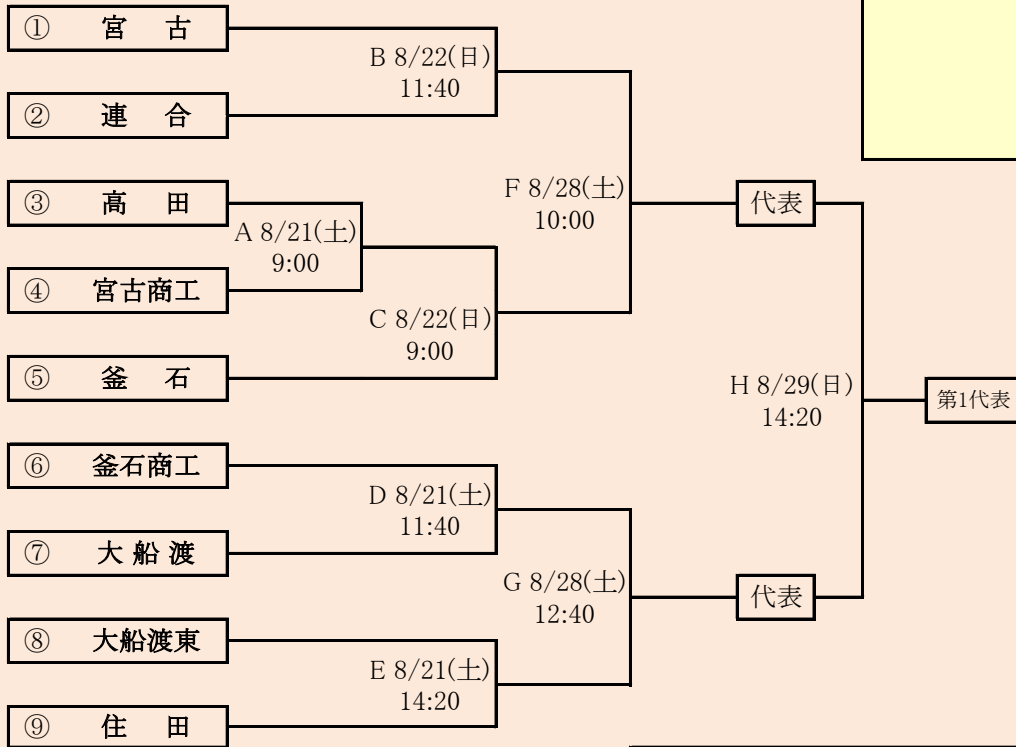 ① 宮 古
B 8/22(日)
11:40
② 連 合
③ 高 田
A 8/21(土)
9:00
F 8/28(土)
10:00
代表
④ 宮古商工
C 8/22(日)
9:00
⑤ 釜 石
H 8/29(日)
14:20
第1代表
⑥ 釜石商工
D 8/21(土)
11:40
⑦ 大船渡
G 8/28(土)
12:40
代表
⑧ 大船渡東
E 8/21(土)
14:20
⑨ 住 田